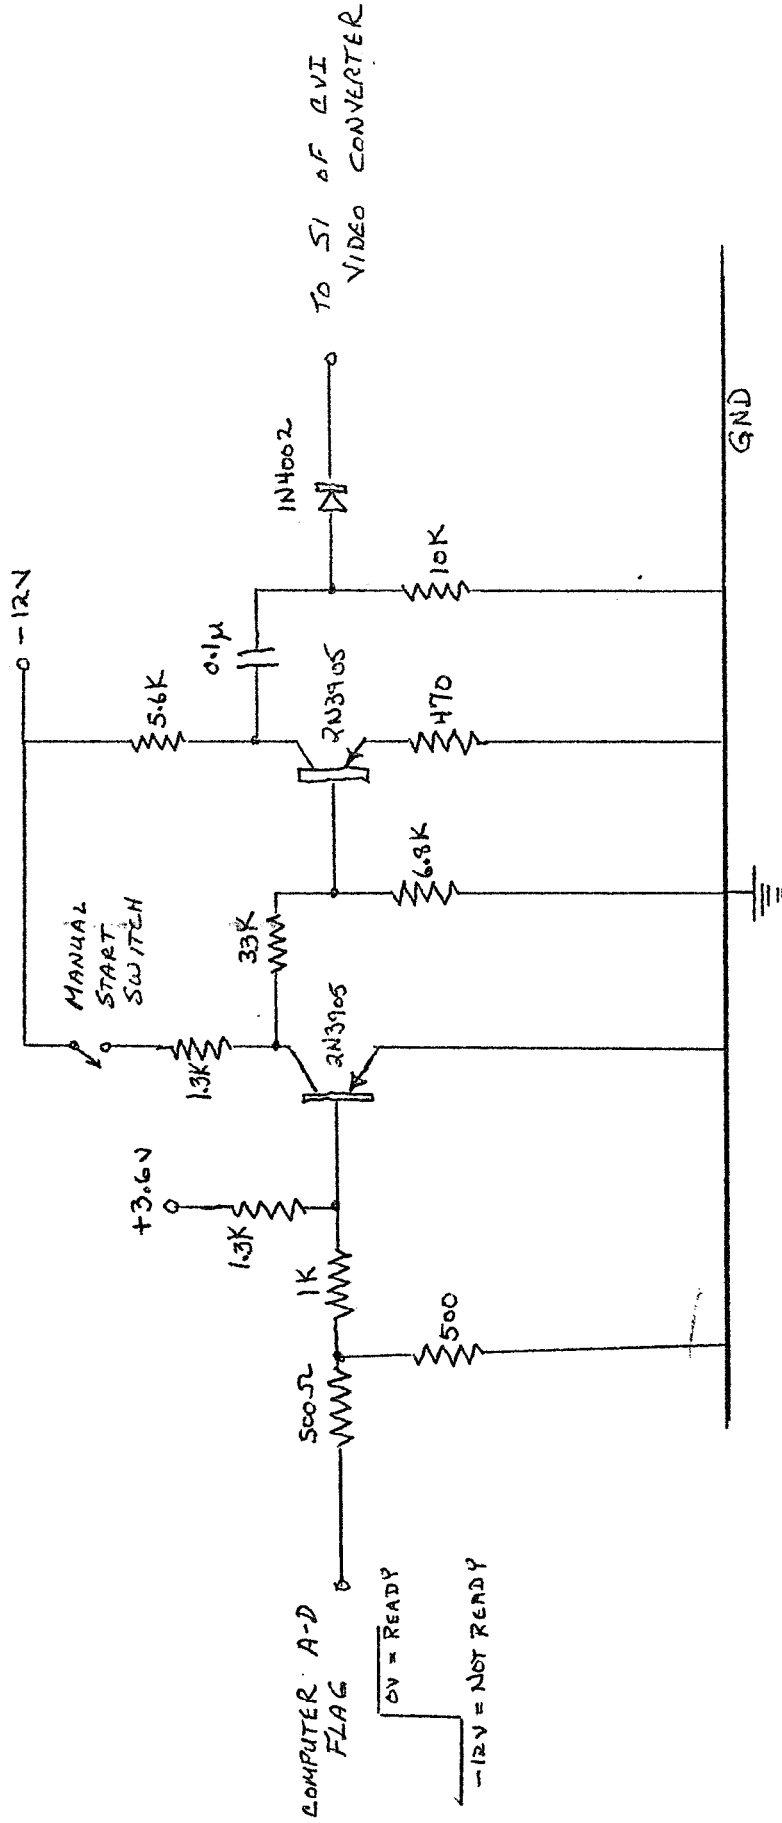 COMPUTER A-D
FLAG
0V = READY
-12V = NOT READY
500Ω
500
1K
1.3K
+3.6V
MANUAL
START
SWITCH
1.3K
2N3905
33K
6.8K
-12V
5.6K
2N3905
470
0.1μ
10K
1N4002
TO S1 OF CVI
VIDEO CONVERTER
GND